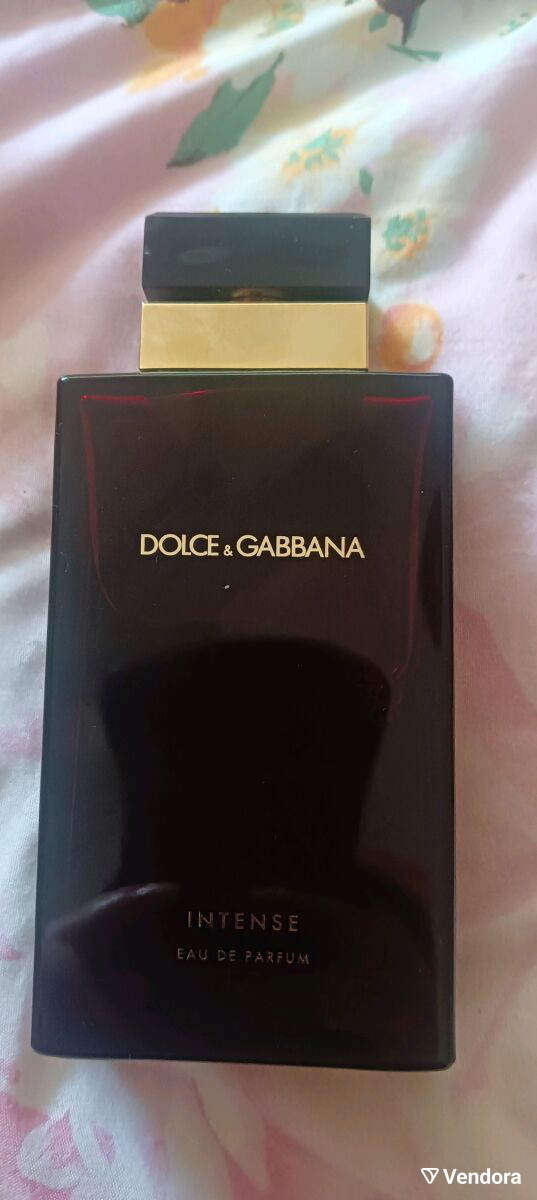 DOLCE & GABBANA
INTENSE
EAU DE PARFUM
Vendora